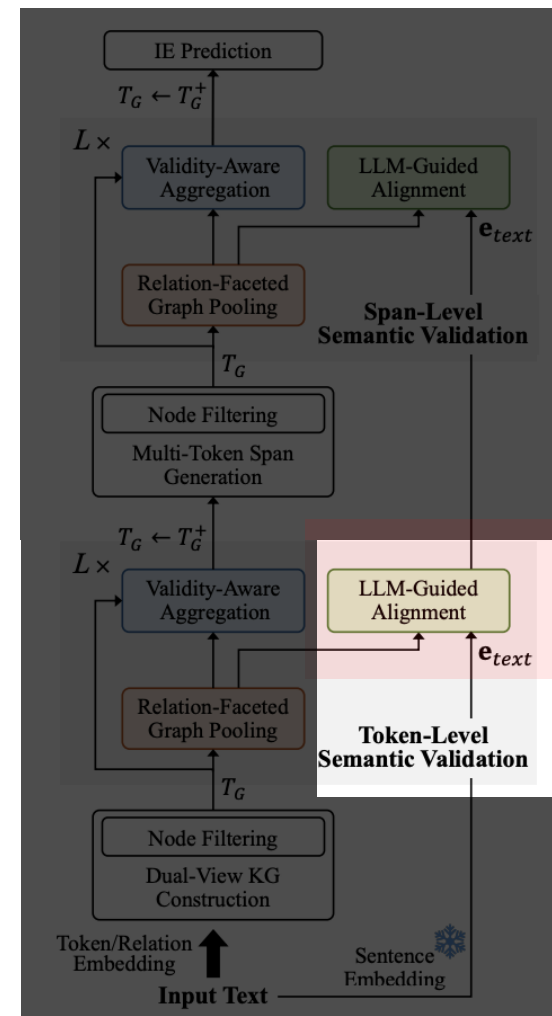 IE Prediction
T_G ← T_G^+
L ×
Validity-Aware
Aggregation
LLM-Guided
Alignment
e_text
Relation-Faceted
Graph Pooling
Span-Level
Semantic Validation
T_G
Node Filtering
Multi-Token Span
Generation
T_G ← T_G^+
L ×
Validity-Aware
Aggregation
LLM-Guided
Alignment
e_text
Relation-Faceted
Graph Pooling
Token-Level
Semantic Validation
T_G
Node Filtering
Dual-View KG
Construction
Token/Relation
Embedding
Sentence
Embedding
Input Text